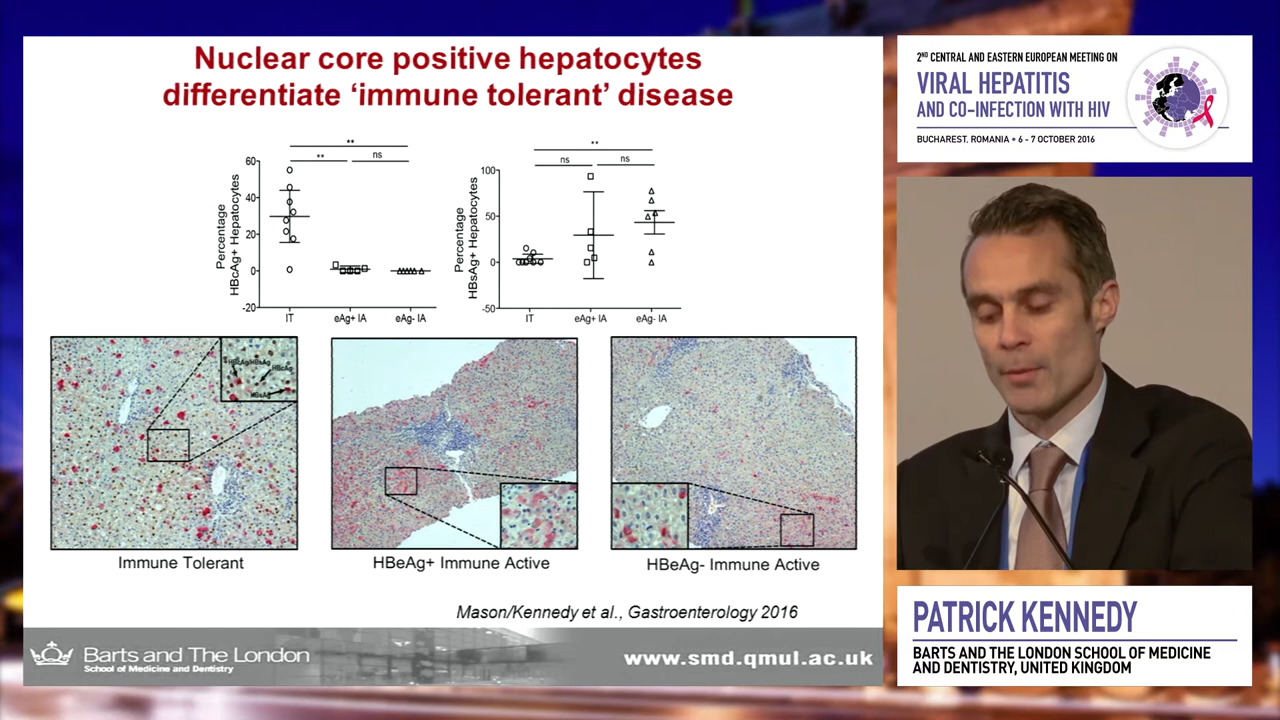 Nuclear core positive hepatocytes
differentiate ‘immune tolerant’ disease
**
**
ns
60
40
20
0
-20
Percentage
HBcAg+ Hepatocytes
IT
eAg+ IA
eAg- IA
**
ns
ns
100
50
0
-50
Percentage
HBsAg+ Hepatocytes
IT
eAg+ IA
eAg- IA
HBcAg/HBsAg
HBcAg
HBsAg
Immune Tolerant
HBeAg+ Immune Active
HBeAg- Immune Active
Mason/Kennedy et al., Gastroenterology 2016
Barts and The London
School of Medicine and Dentistry
www.smd.qmul.ac.uk
2ND CENTRAL AND EASTERN EUROPEAN MEETING ON
VIRAL HEPATITIS
AND CO-INFECTION WITH HIV
BUCHAREST, ROMANIA • 6 - 7 OCTOBER 2016
PATRICK KENNEDY
BARTS AND THE LONDON SCHOOL OF MEDICINE
AND DENTISTRY, UNITED KINGDOM